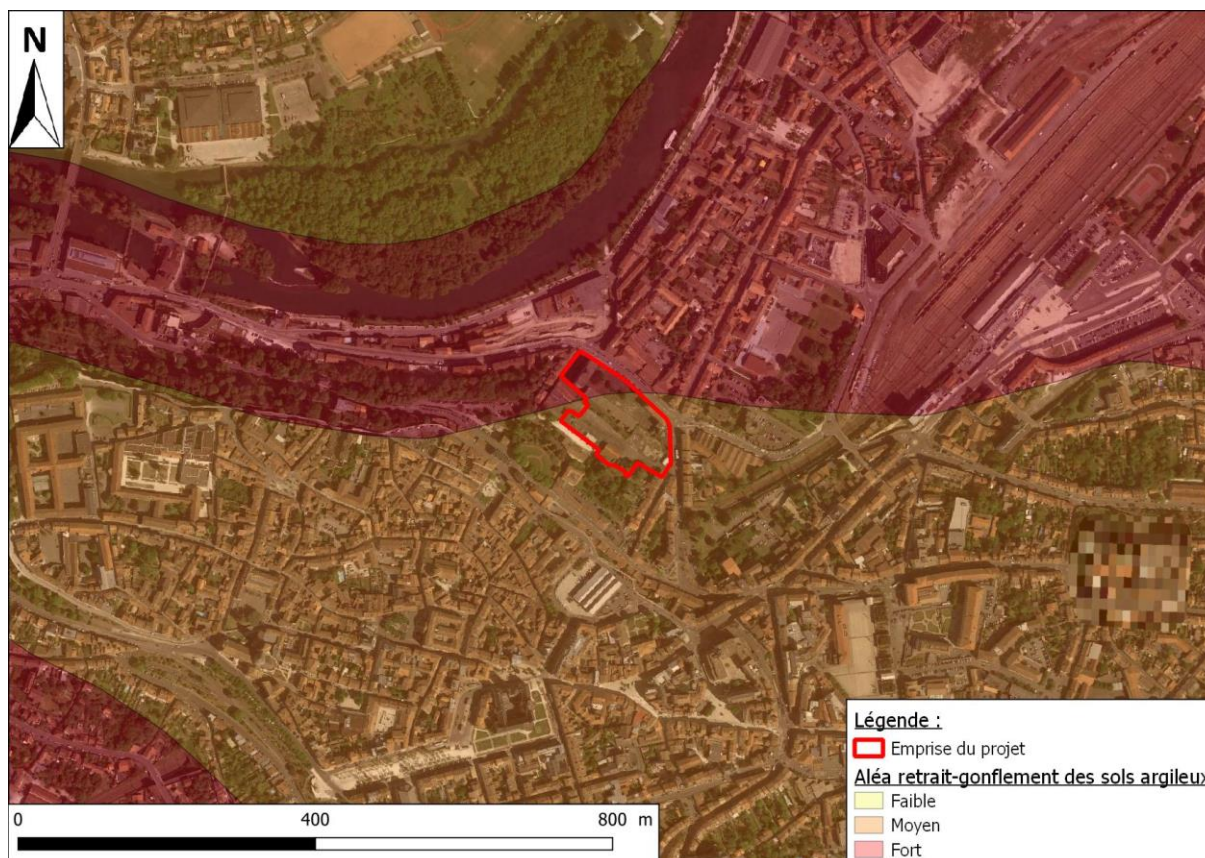 N
Légende :
Emprise du projet
Aléa retrait-gonflement des sols argileux
Faible
Moyen
Fort
0 400 800 m